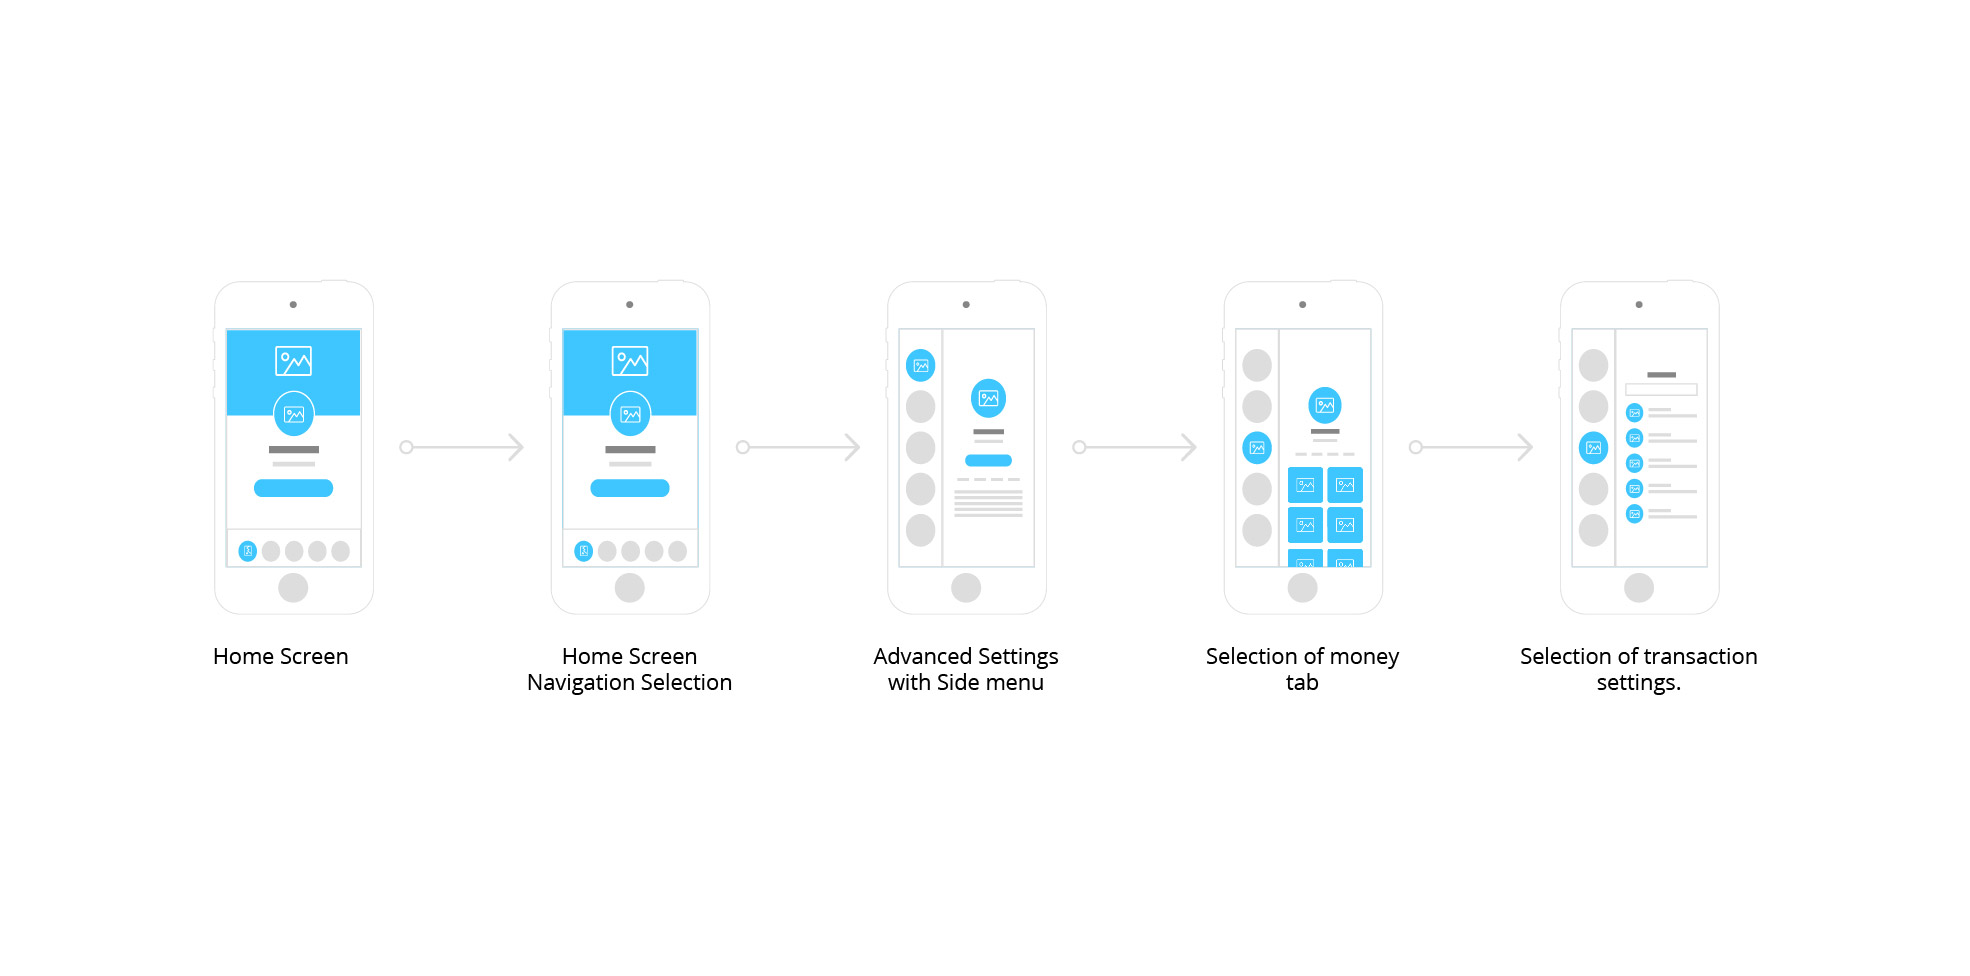 Home Screen
Home Screen
Navigation Selection
Advanced Settings
with Side menu
Selection of money
tab
Selection of transaction
settings.